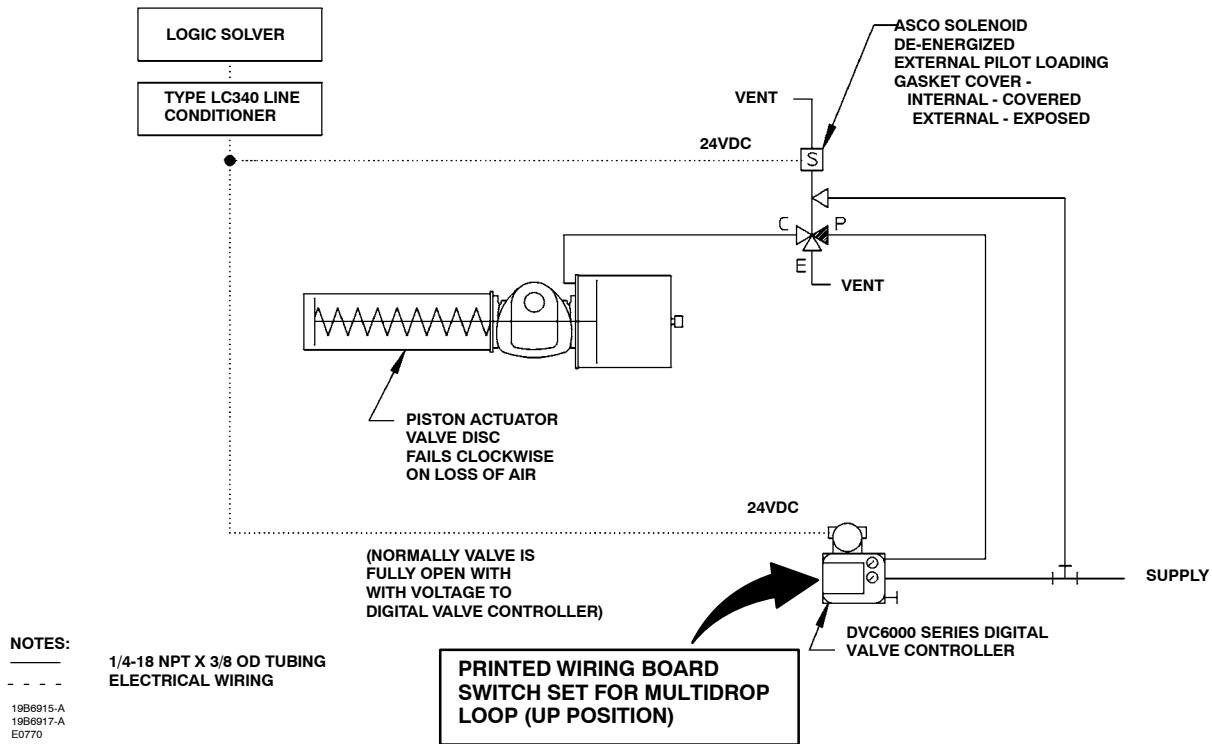 LOGIC SOLVER
TYPE LC340 LINE
CONDITIONER
24VDC
VENT
ASCO SOLENOID
DE-ENERGIZED
EXTERNAL PILOT LOADING
GASKET COVER -
INTERNAL - COVERED
EXTERNAL - EXPOSED
S
C
P
E
VENT
PISTON ACTUATOR
VALVE DISC
FAILS CLOCKWISE
ON LOSS OF AIR
24VDC
(NORMALLY VALVE IS
FULLY OPEN WITH
WITH VOLTAGE TO
DIGITAL VALVE CONTROLLER)
SUPPLY
DVC6000 SERIES DIGITAL
VALVE CONTROLLER
PRINTED WIRING BOARD
SWITCH SET FOR MULTIDROP
LOOP (UP POSITION)
NOTES:
1/4-18 NPT X 3/8 OD TUBING
ELECTRICAL WIRING
19B6915-A
19B6917-A
E0770